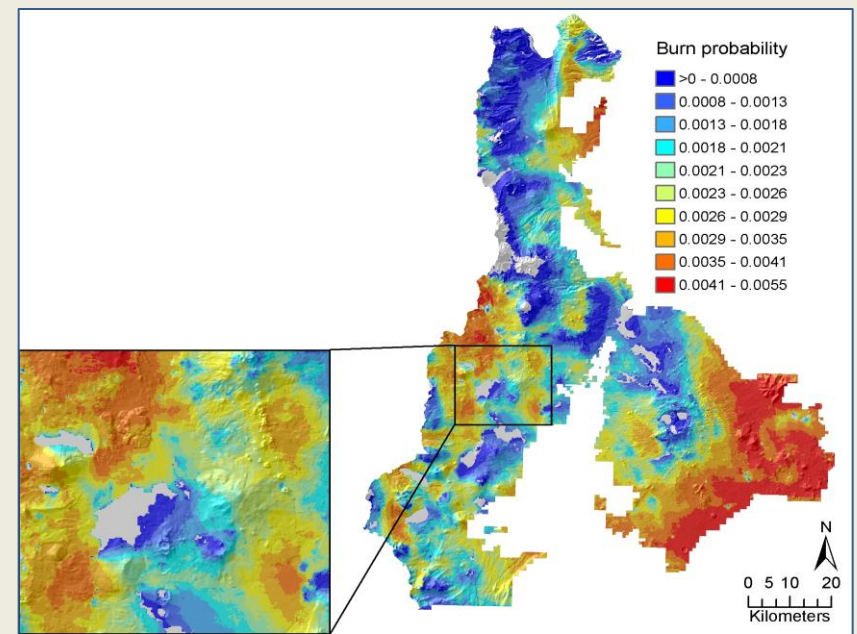 Burn probability
>0 - 0.0008
0.0008 - 0.0013
0.0013 - 0.0018
0.0018 - 0.0021
0.0021 - 0.0023
0.0023 - 0.0026
0.0026 - 0.0029
0.0029 - 0.0035
0.0035 - 0.0041
0.0041 - 0.0055
N
0 5 10 20
Kilometers